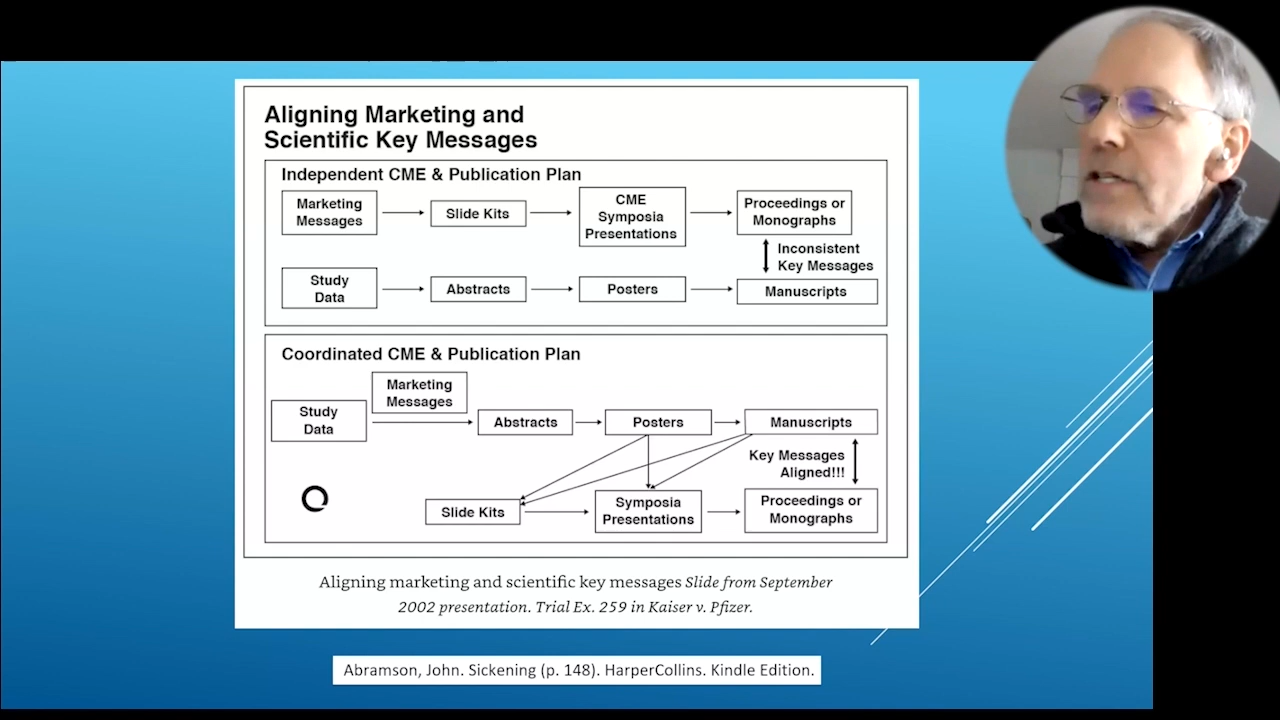 Aligning Marketing and
Scientific Key Messages
Independent CME & Publication Plan
Marketing
Messages
Slide Kits
CME
Symposia
Presentations
Proceedings or
Monographs
Inconsistent
Key Messages
Study
Data
Abstracts
Posters
Manuscripts
Coordinated CME & Publication Plan
Marketing
Messages
Study
Data
Abstracts
Posters
Manuscripts
Key Messages
Aligned!!!
Slide Kits
Symposia
Presentations
Proceedings or
Monographs
Aligning marketing and scientific key messages Slide from September
2002 presentation. Trial Ex. 259 in Kaiser v. Pfizer.
Abramson, John. Sickening (p. 148). HarperCollins. Kindle Edition.